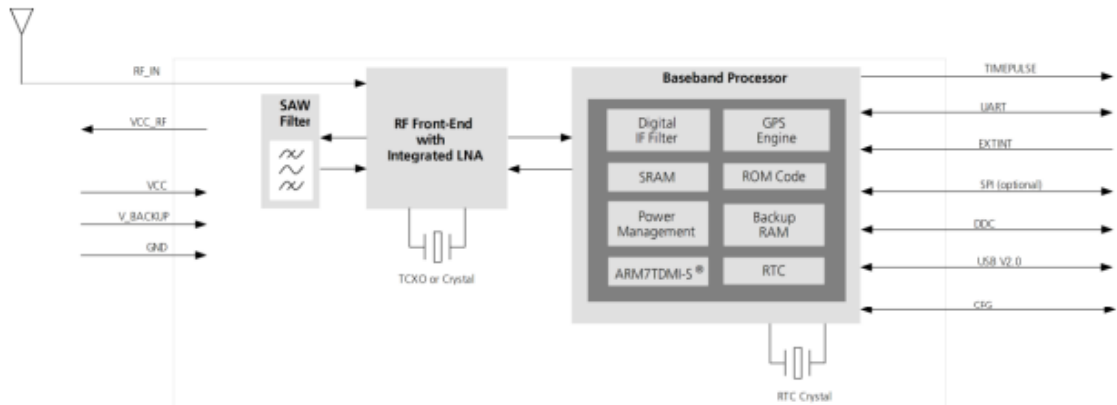 RF_IN
VCC_RF
VCC
V_BACKUP
GND
SAW
Filter
RF Front-End
with
Integrated LNA
TCXO or Crystal
Baseband Processor
Digital
IF Filter
GPS
Engine
SRAM
ROM Code
Power
Management
Backup
RAM
ARM7TDMI-S®
RTC
RTC Crystal
TIMEPULSE
UART
EXTINT
SPI (optional)
DDC
USB V2.0
CFG